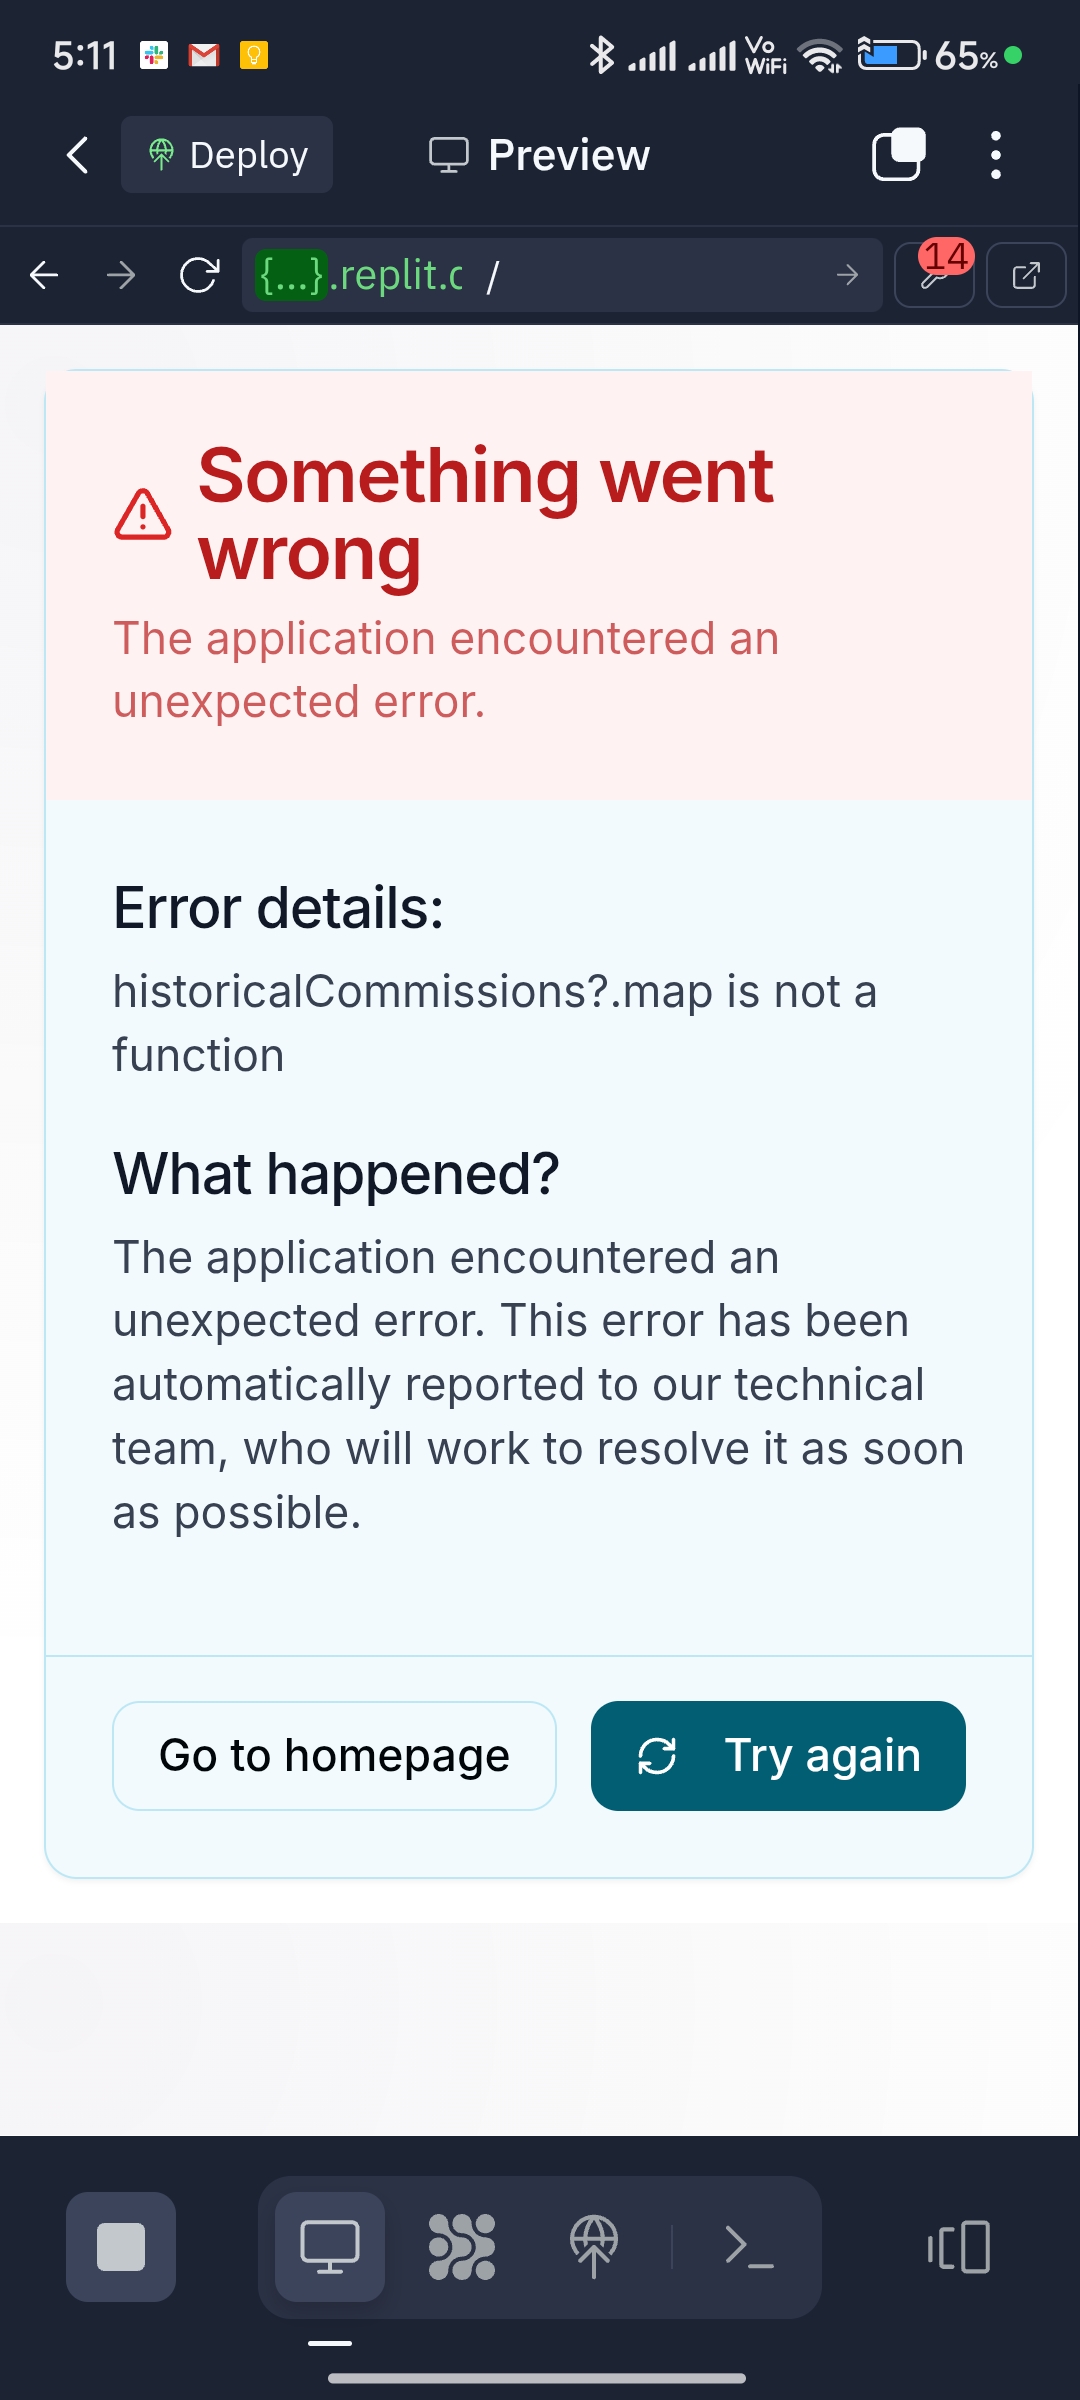 5:11
Vo
WiFi
65%
Deploy
Preview
{...}.replit.c /
14
Something went
wrong
The application encountered an
unexpected error.
Error details:
historicalCommissions?.map is not a
function
What happened?
The application encountered an
unexpected error. This error has been
automatically reported to our technical
team, who will work to resolve it as soon
as possible.
Go to homepage
Try again